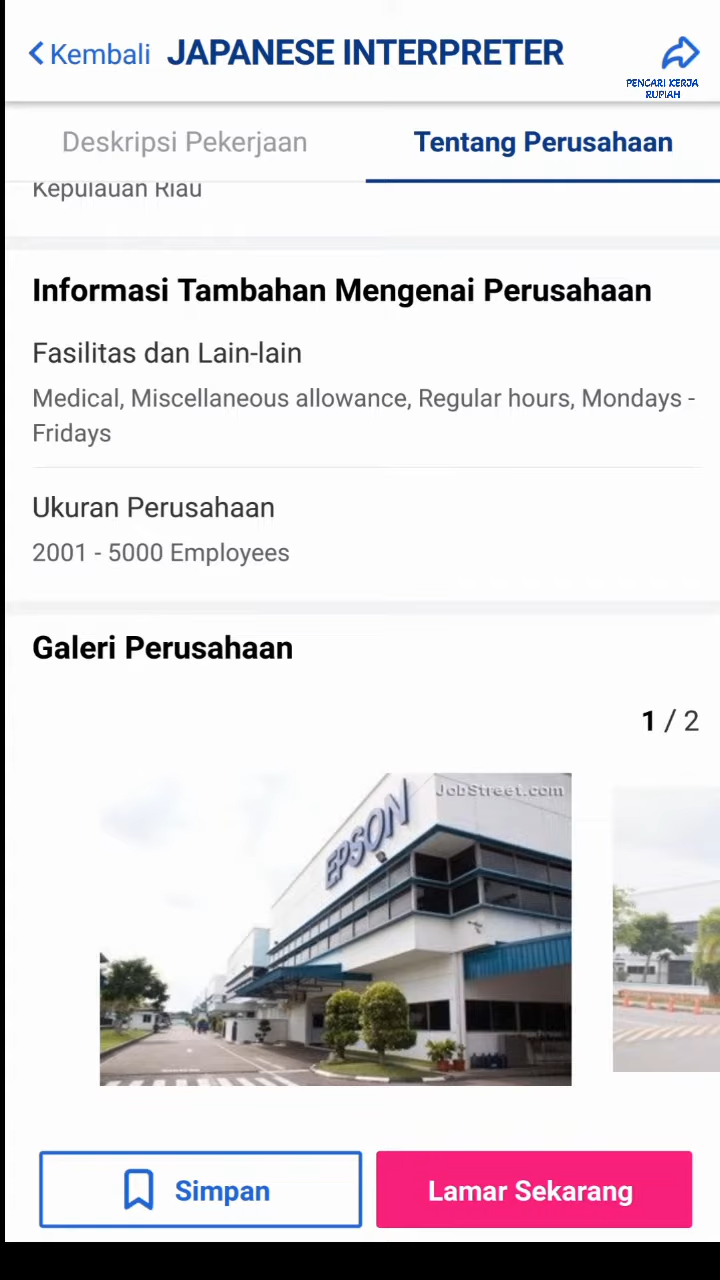 Kembali JAPANESE INTERPRETER
PENCARI KERJA
RUPIAH
Deskripsi Pekerjaan Tentang Perusahaan
Kepulauan Riau
Informasi Tambahan Mengenai Perusahaan
Fasilitas dan Lain-lain
Medical, Miscellaneous allowance, Regular hours, Mondays -
Fridays
Ukuran Perusahaan
2001 - 5000 Employees
Galeri Perusahaan
1 / 2
JobStreet.com
EPSON
Simpan Lamar Sekarang